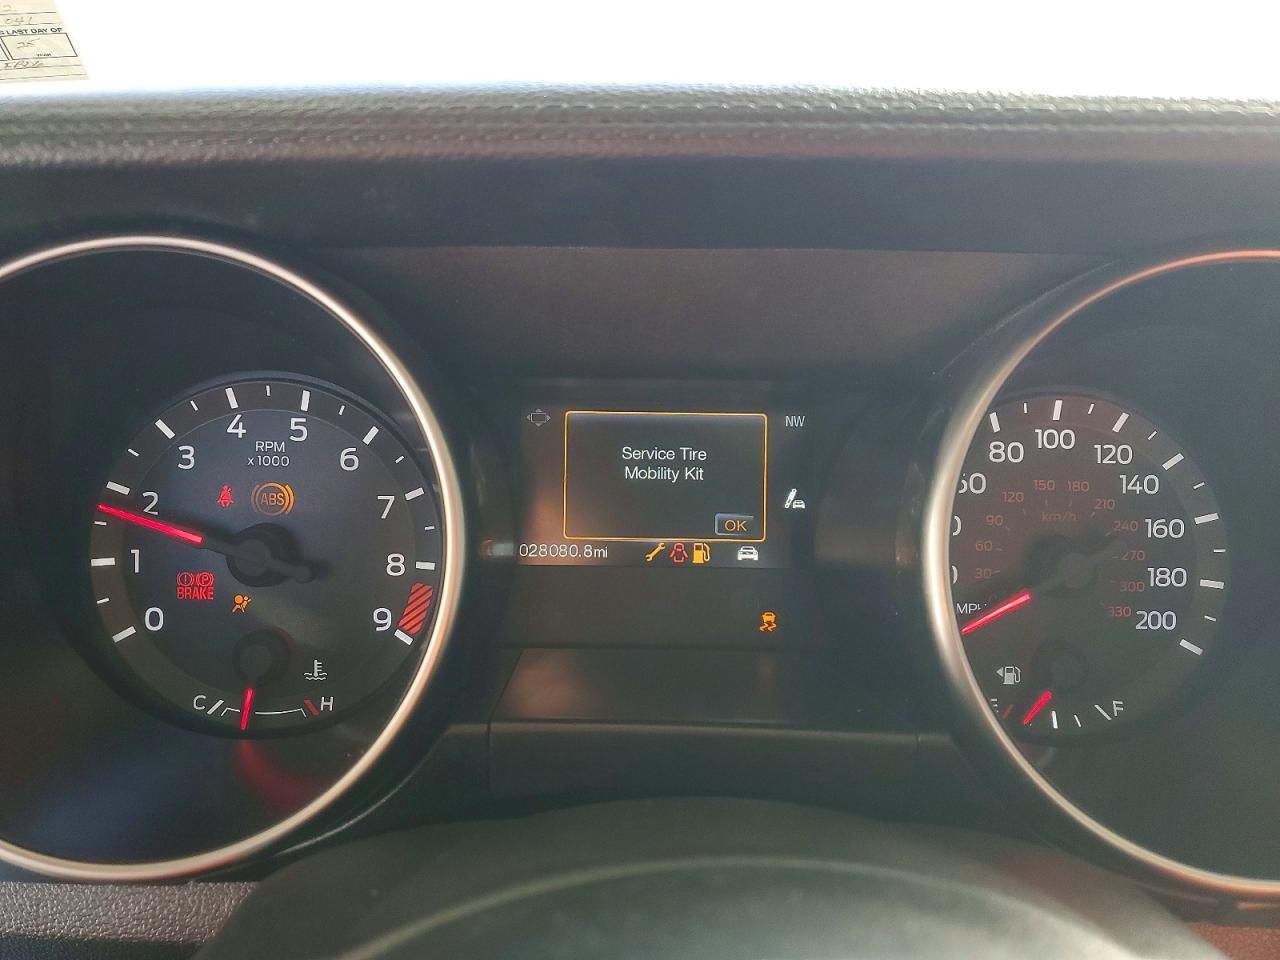 S LAST DAY OF
25
YEAR
Service Tire
Mobility Kit
OK
NW
028080.8mi
0
1
2
3
4
5
6
7
8
9
RPM
x1000
ABS
BRAKE
C
H
80
100
120
140
160
180
200
MPH
km/h
30
60
90
120
150
180
210
240
270
300
330
E
F